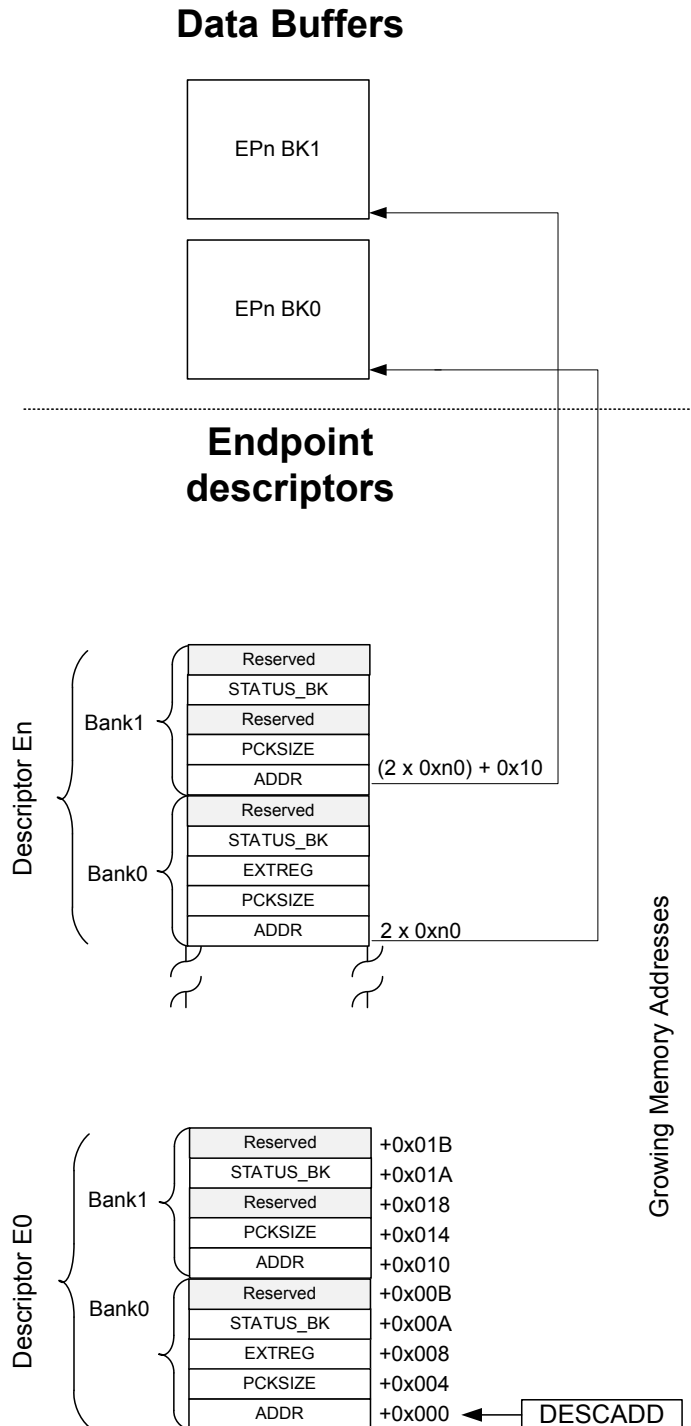 Data Buffers
EPn BK1
EPn BK0
Endpoint
descriptors
Descriptor En
Bank1
Reserved
STATUS_BK
Reserved
PCKSIZE
ADDR (2 x 0xn0) + 0x10
Bank0
Reserved
STATUS_BK
EXTREG
PCKSIZE
ADDR 2 x 0xn0
Growing Memory Addresses
Descriptor E0
Bank1
Reserved +0x01B
STATUS_BK +0x01A
Reserved +0x018
PCKSIZE +0x014
ADDR +0x010
Bank0
Reserved +0x00B
STATUS_BK +0x00A
EXTREG +0x008
PCKSIZE +0x004
ADDR +0x000 DESCADD